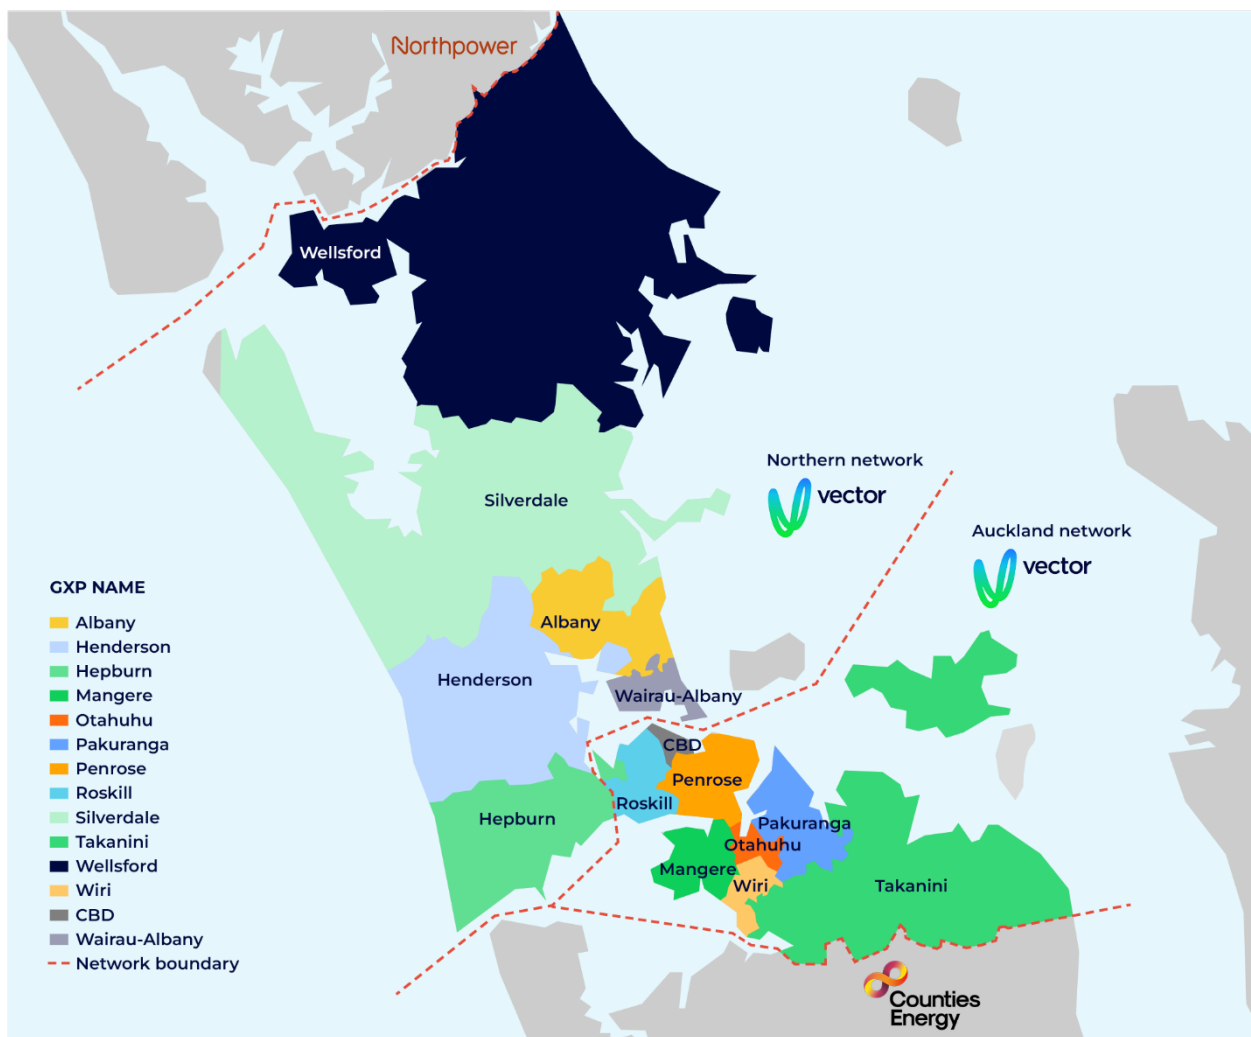 Northpower
Wellsford
Northern network
vector
Silverdale
Auckland network
vector
GXP NAME
Albany
Henderson
Hepburn
Mangere
Otahuhu
Pakuranga
Penrose
Roskill
Silverdale
Takanini
Wellsford
Wiri
CBD
Wairau-Albany
Network boundary
Albany
Henderson
Wairau-Albany
CBD
Penrose
Roskill
Hepburn
Pakuranga
Otahuhu
Mangere
Wiri
Takanini
Counties
Energy